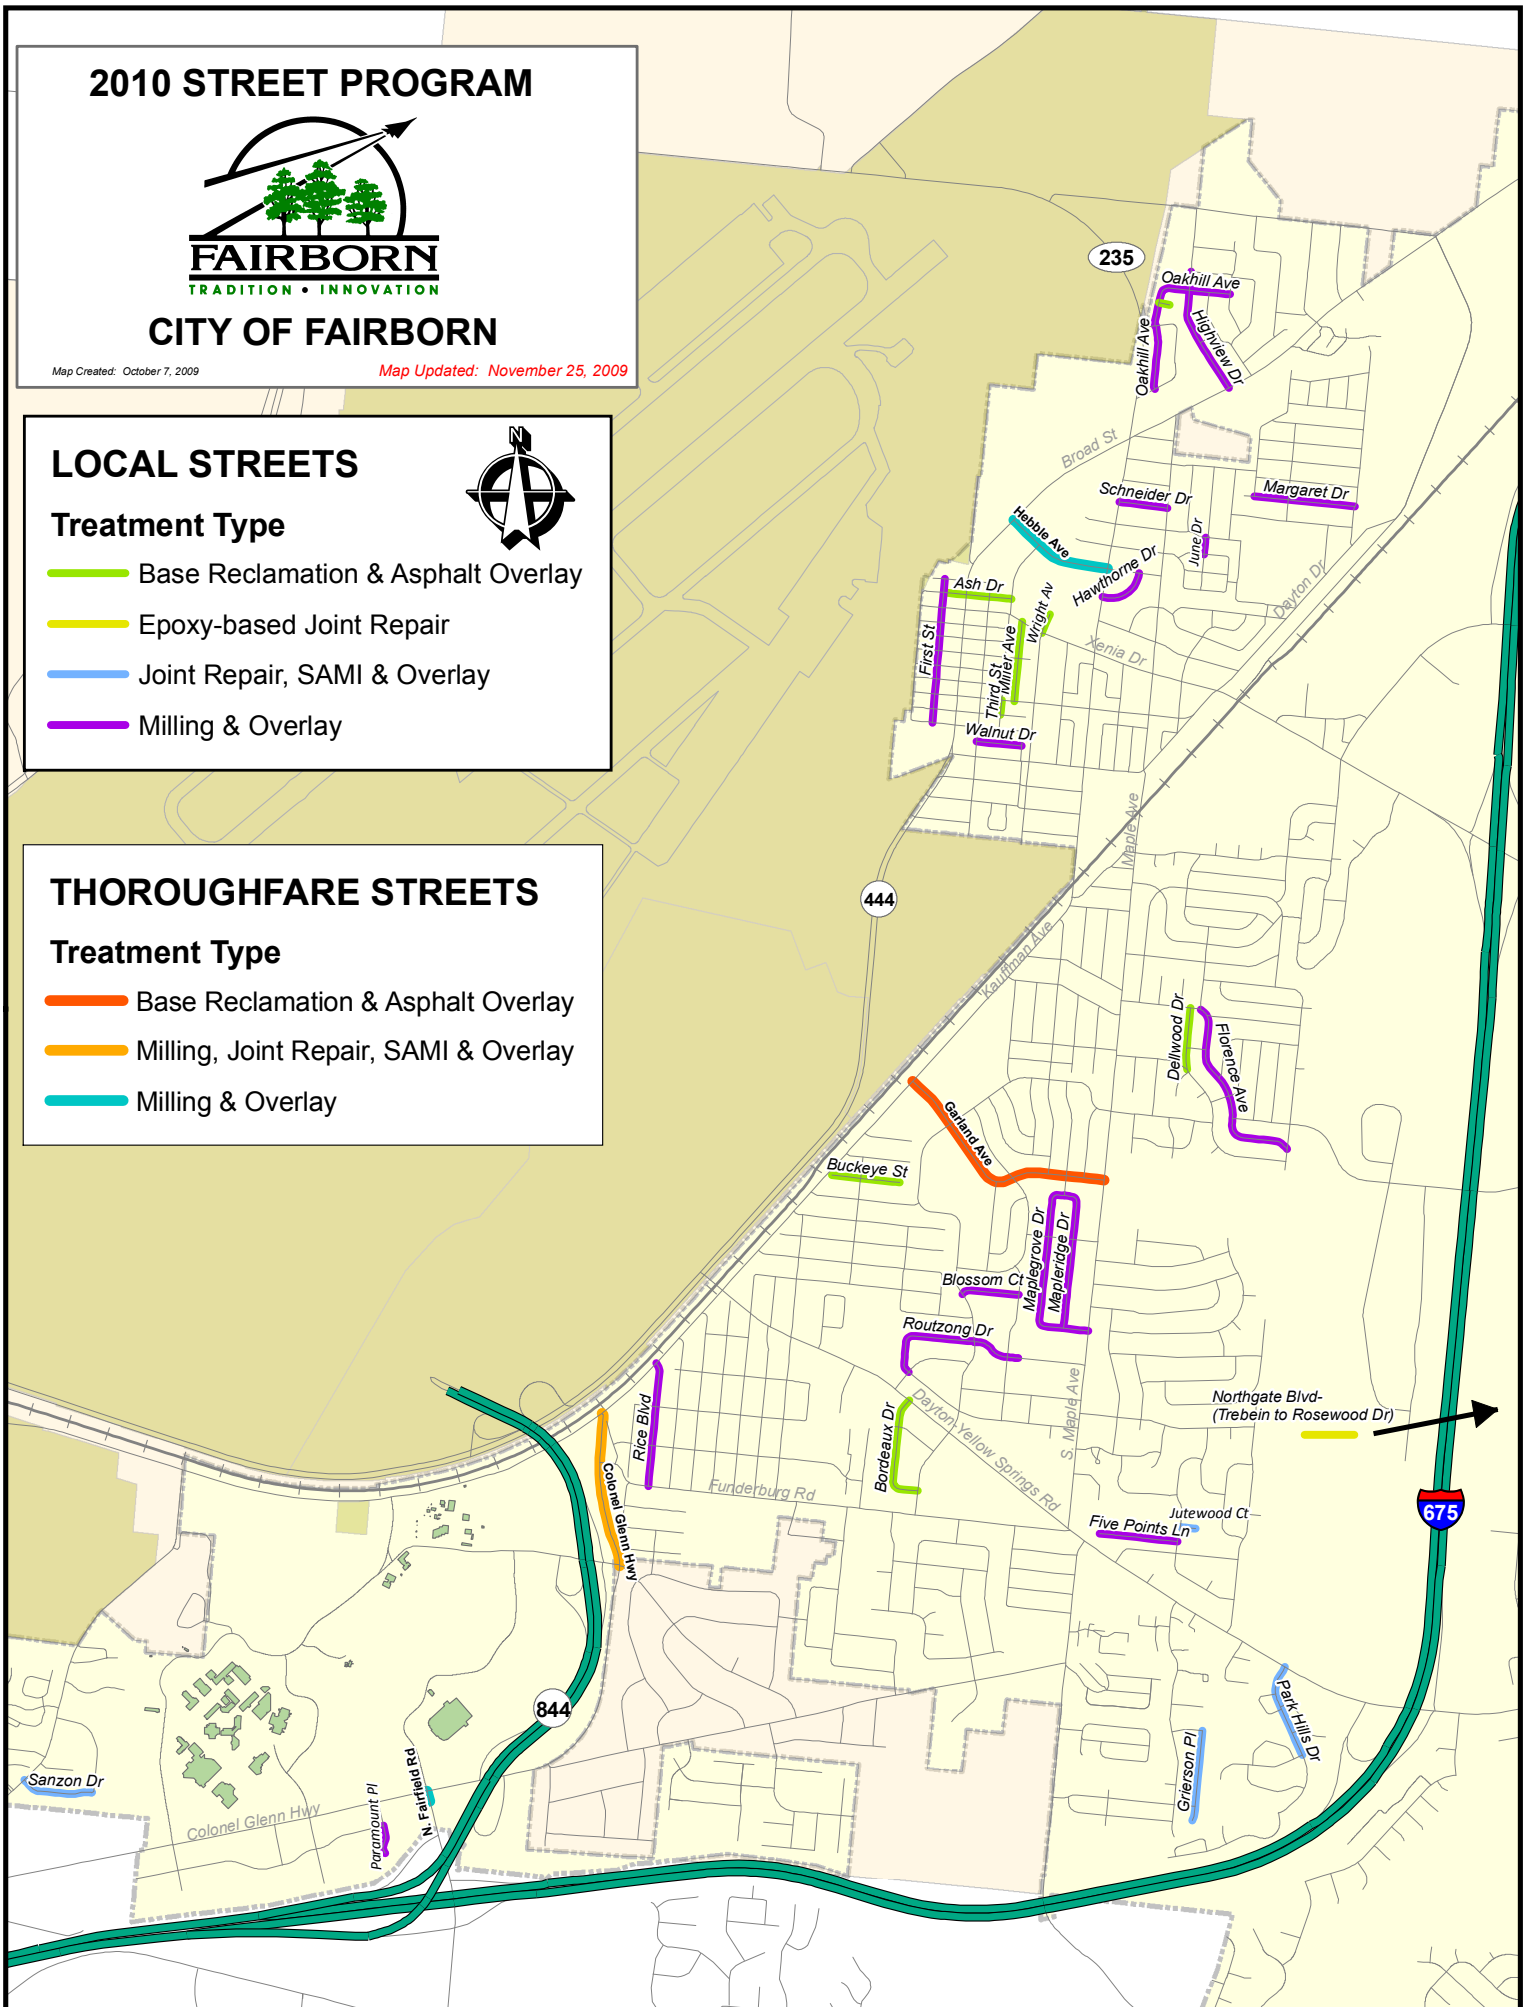 2010 STREET PROGRAM
FAIRBORN
TRADITION • INNOVATION
CITY OF FAIRBORN
Map Created: October 7, 2009
Map Updated: November 25, 2009
LOCAL STREETS
N
Treatment Type
Base Reclamation & Asphalt Overlay
Epoxy-based Joint Repair
Joint Repair, SAMI & Overlay
Milling & Overlay
THOROUGHFARE STREETS
Treatment Type
Base Reclamation & Asphalt Overlay
Milling, Joint Repair, SAMI & Overlay
Milling & Overlay
235
Oakhill Ave
Oakhill Ave
Highview Dr
Broad St
Schneider Dr
Margaret Dr
Hebble Ave
June Dr
Hawthorne Dr
Dayton Dr
Ash Dr
Wright Av
First St
Xenia Dr
Third St
Miller Ave
Walnut Dr
Maple Ave
444
Kauffman Ave
Dellwood Dr
Florence Ave
Garland Ave
Buckeye St
Maplegrove Dr
Mapleridge Dr
Blossom Ct
Routzong Dr
Rice Blvd
Bordeaux Dr
Dayton-Yellow Springs Rd
S. Maple Ave
Northgate Blvd-
(Trebein to Rosewood Dr)
Colonel Glenn Hwy
Funderburg Rd
Jutewood Ct
Five Points Ln
675
844
Park Hills Dr
Grierson Pl
Sanzon Dr
N. Fairfield Rd
Paramount Pl
Colonel Glenn Hwy